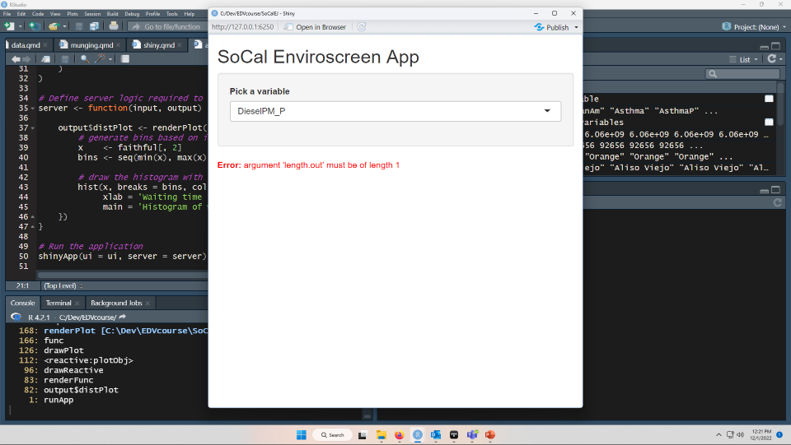 RStudio
File Edit Code View Plots Session Build Debug Profile Tools Help
Go to file/function
Project: (None)
data.qmd
munging.qmd
shiny.qmd
31 )
32 )
33
34 # Define server logic required to
35 server <- function(input, output)
36
37 output$distPlot <- renderPlot(
38 # generate bins based on i
39 x <- faithful[, 2]
40 bins <- seq(min(x), max(x)
41
42 # draw the histogram with
43 hist(x, breaks = bins, col
44 xlab = 'Waiting time
45 main = 'Histogram of
46 })
47 }
48
49 # Run the application
50 shinyApp(ui = ui, server = server)
51
21:1 (Top Level)
Console Terminal Background Jobs
R 4.2.1 · C:/Dev/EDVcourse/
168: renderPlot [C:\Dev\EDVcourse\SoC
166: func
126: drawPlot
112: <reactive:plotObj>
96: drawReactive
83: renderFunc
82: output$distPlot
1: runApp
C:/Dev/EDVcourse/SoCalEJ - Shiny
http://127.0.0.1:6250
Open in Browser
Publish
SoCal Enviroscreen App
Pick a variable
DieselPM_P
Error: argument 'length.out' must be of length 1
List
ble
nAm" "Asthma" "AsthmaP" ...
ariables
6.06e+09 6.06e+09 6.06e+09 6.06e+09 …
656 92656 92656 92656 ...
"Orange" "Orange" "Orange" ...
ejo" "Aliso Viejo" "Aliso Viejo" "Al…
Search
12:21 PM
12/1/2022